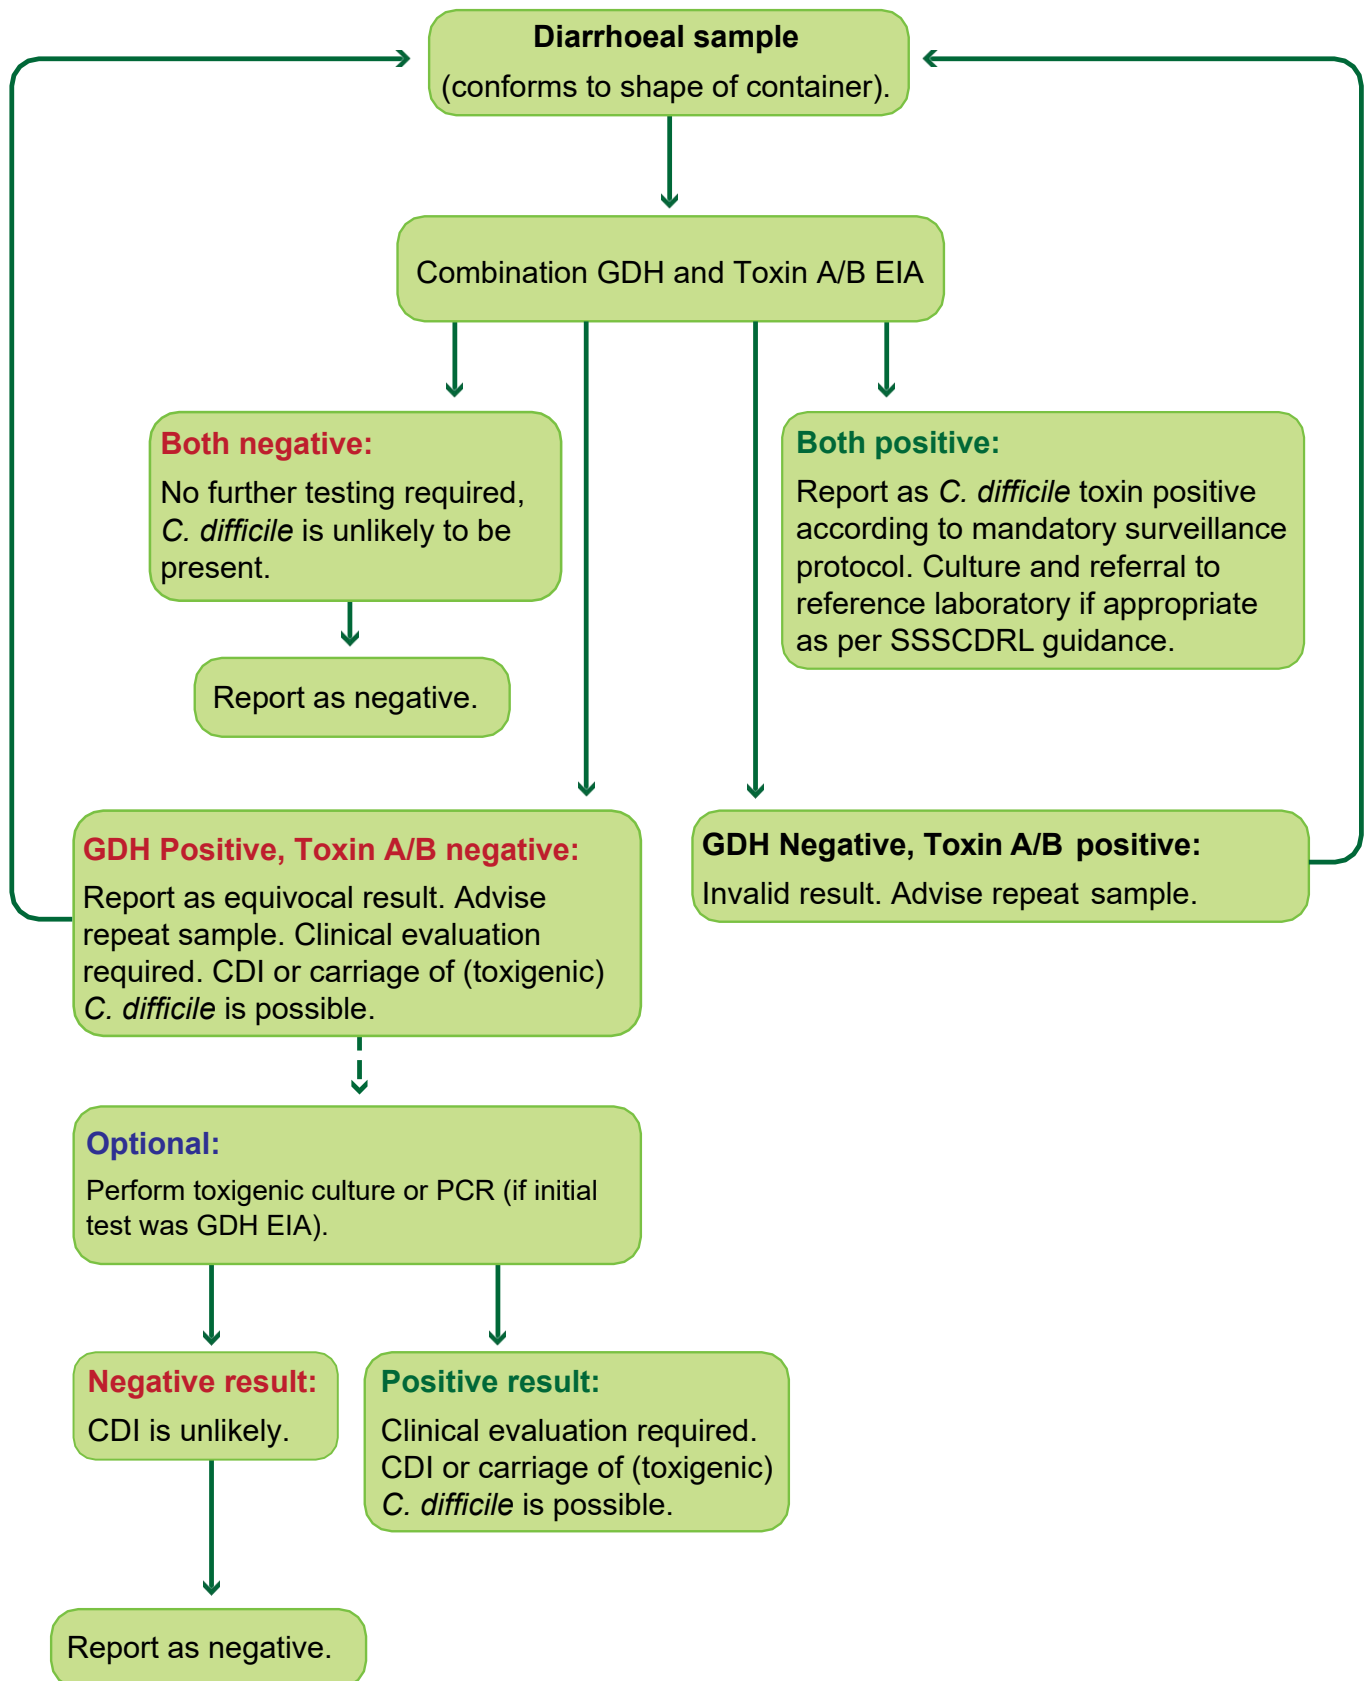 Diarrhoeal sample
(conforms to shape of container).
Combination GDH and Toxin A/B EIA
Both negative:
No further testing required,
C. difficile is unlikely to be
present.
Report as negative.
Both positive:
Report as C. difficile toxin positive
according to mandatory surveillance
protocol. Culture and referral to
reference laboratory if appropriate
as per SSSCDRL guidance.
GDH Positive, Toxin A/B negative:
Report as equivocal result. Advise
repeat sample. Clinical evaluation
required. CDI or carriage of (toxigenic)
C. difficile is possible.
GDH Negative, Toxin A/B positive:
Invalid result. Advise repeat sample.
Optional:
Perform toxigenic culture or PCR (if initial
test was GDH EIA).
Negative result:
CDI is unlikely.
Positive result:
Clinical evaluation required.
CDI or carriage of (toxigenic)
C. difficile is possible.
Report as negative.